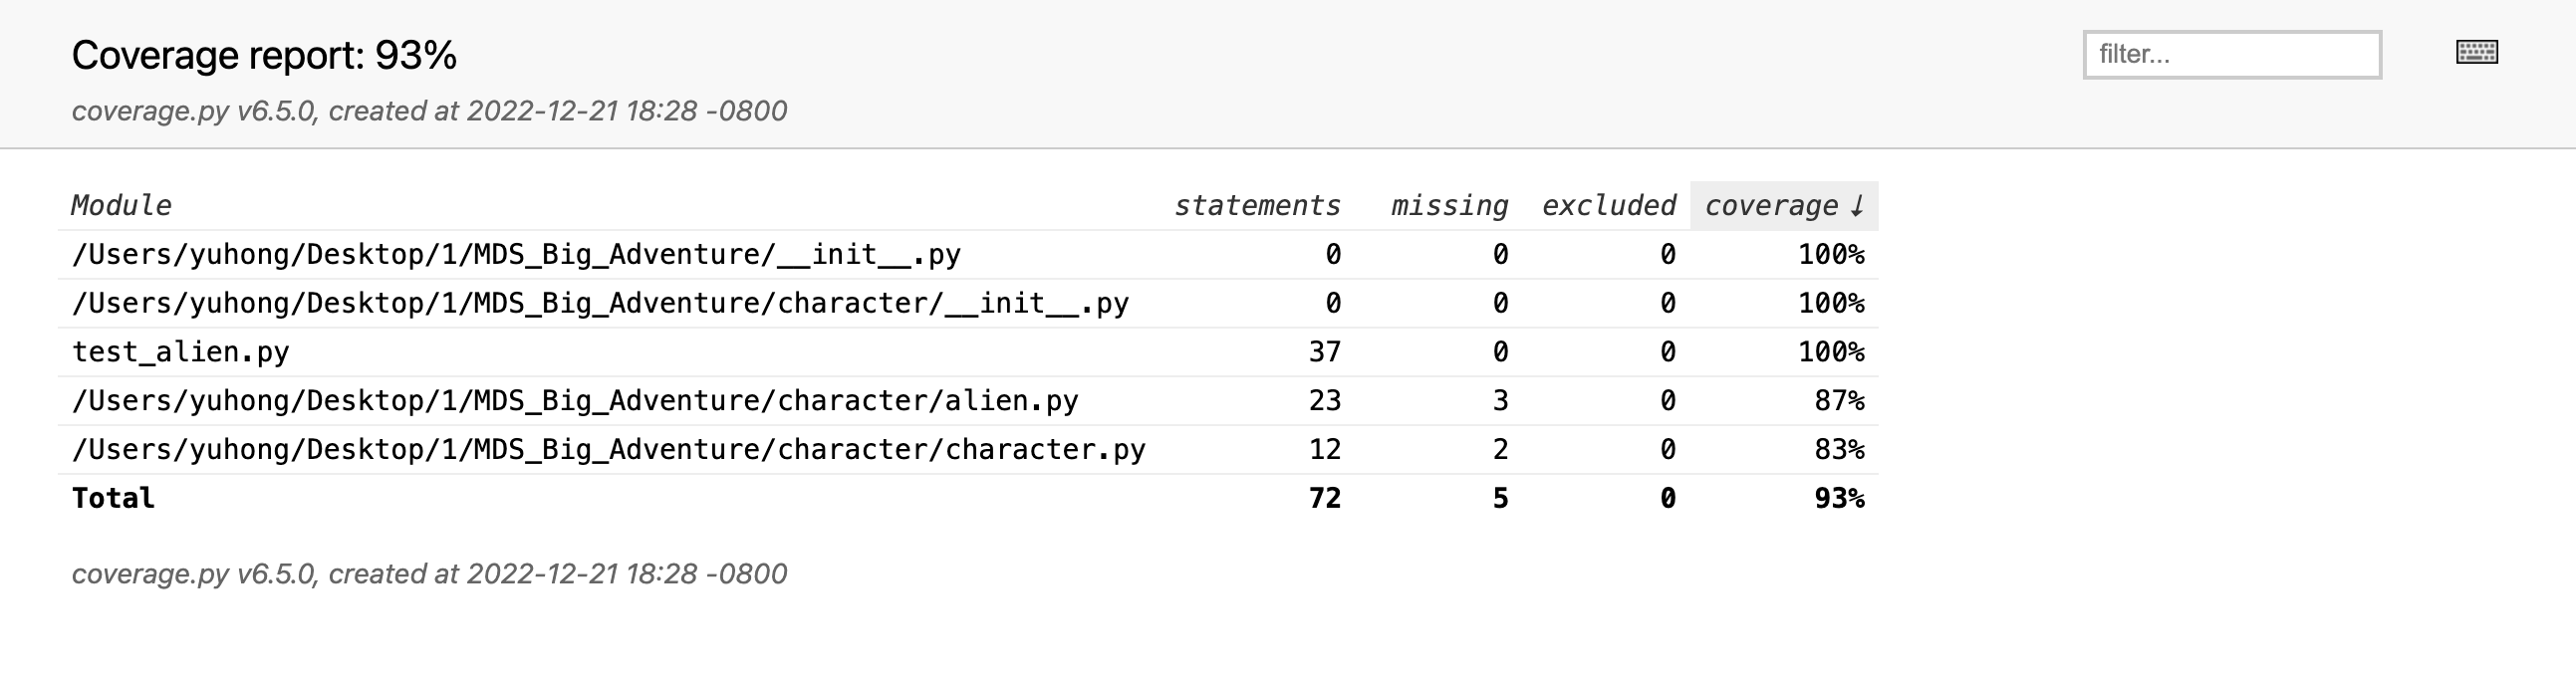 Coverage report: 93%
filter...
coverage.py v6.5.0, created at 2022-12-21 18:28 -0800
Module statements missing excluded coverage ↓
/Users/yuhong/Desktop/1/MDS_Big_Adventure/__init__.py 0 0 0 100%
/Users/yuhong/Desktop/1/MDS_Big_Adventure/character/__init__.py 0 0 0 100%
test_alien.py 37 0 0 100%
/Users/yuhong/Desktop/1/MDS_Big_Adventure/character/alien.py 23 3 0 87%
/Users/yuhong/Desktop/1/MDS_Big_Adventure/character/character.py 12 2 0 83%
Total 72 5 0 93%
coverage.py v6.5.0, created at 2022-12-21 18:28 -0800